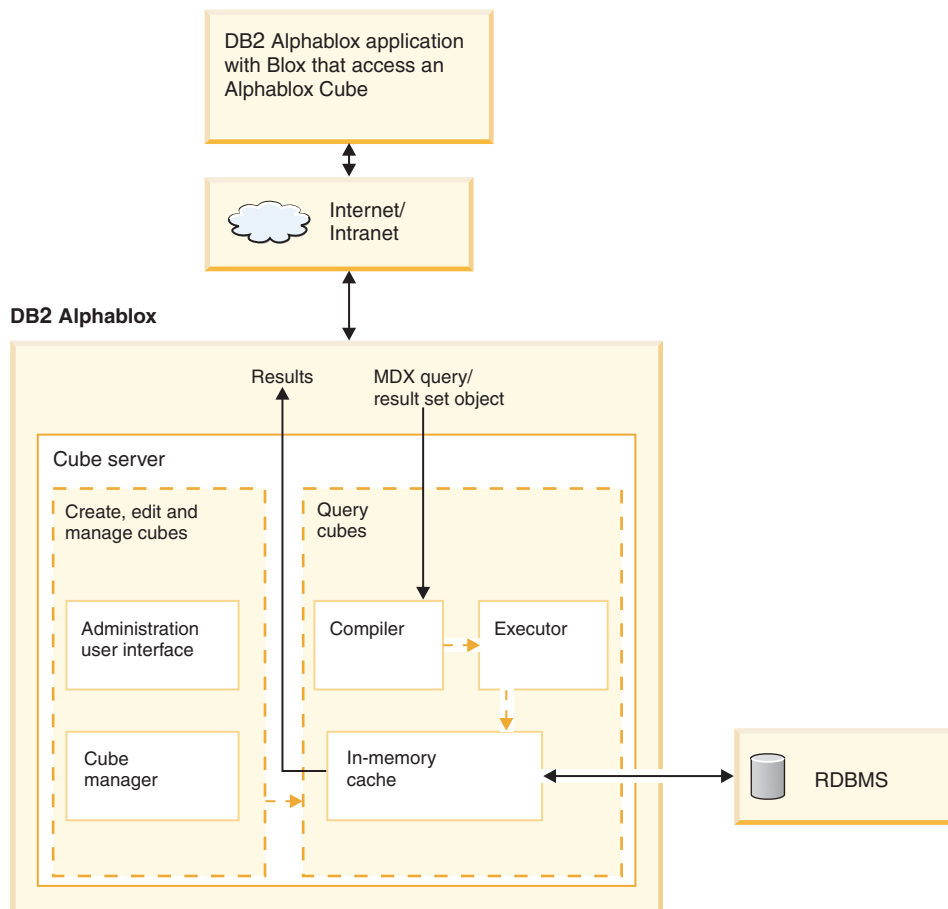 DB2 Alphablox application
with Blox that access an
Alphablox Cube
Internet/
Intranet
DB2 Alphablox
Results
MDX query/
result set object
Cube server
Create, edit and
manage cubes
Query
cubes
Administration
user interface
Compiler
Executor
Cube
manager
In-memory
cache
RDBMS